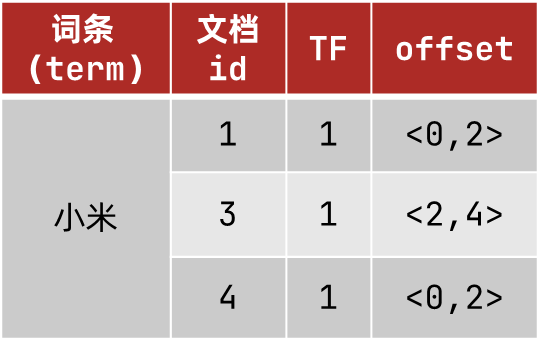 词条 文档 TF offset
(term) id
1 1 <0,2>
小米 3 1 <2,4>
4 1 <0,2>